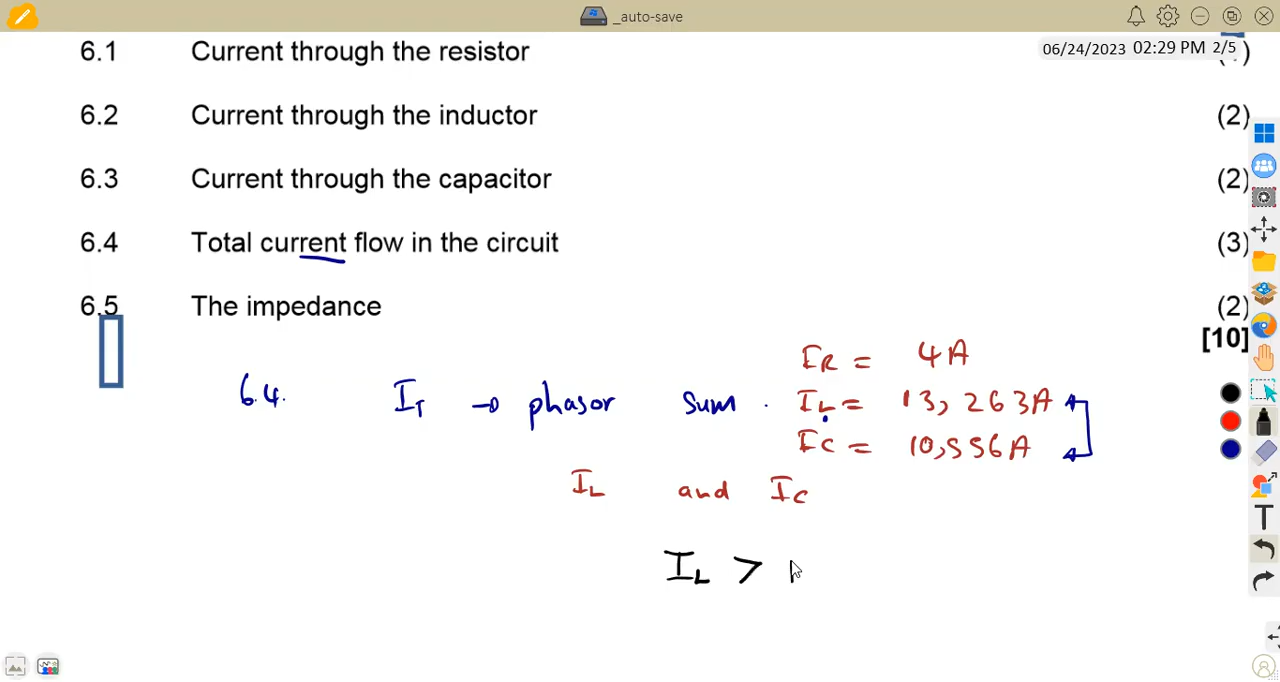 _auto-save
06/24/2023 02:29 PM 2/5
6.1 Current through the resistor
6.2 Current through the inductor (2)
6.3 Current through the capacitor (2)
6.4 Total current flow in the circuit (3)
6.5 The impedance (2)
[10]
IR = 4A
6.4. IT → phasor sum . IL = 13,263A
IC = 10,556A
IL and IC
IL >
T